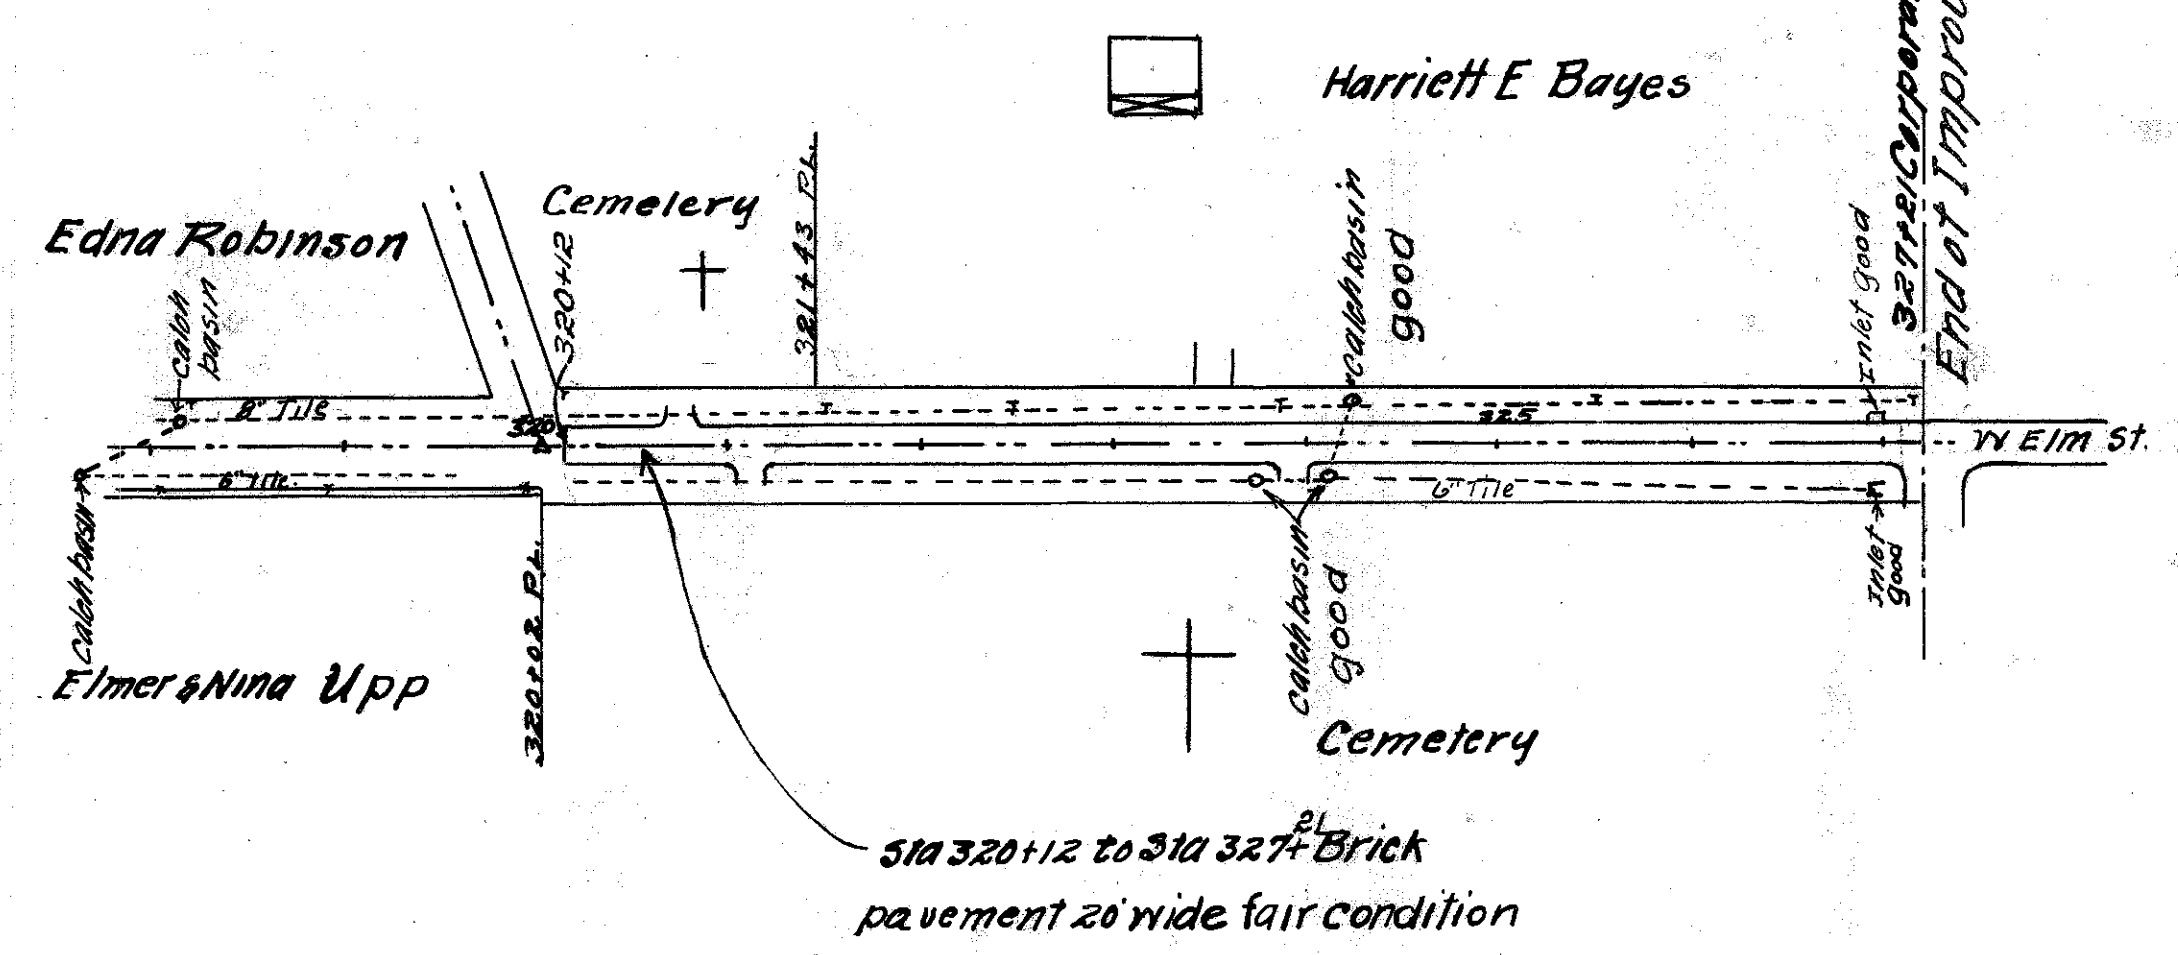 Harriett E Bayes
Cemetery
Edna Robinson
320+12
321+43 P.L.
catch basin
good
Inlet good
327+21 Corpora
End of Improv
catch
basin
8" Tile
320
325
W Elm St.
6" Tile.
6" Tile
catch basin
320+02 P.L.
catch basin
good
Inlet
good
Elmer & Nina Upp
Cemetery
Sta 320+12 to Sta 327+21 Brick
pavement 20' wide fair condition